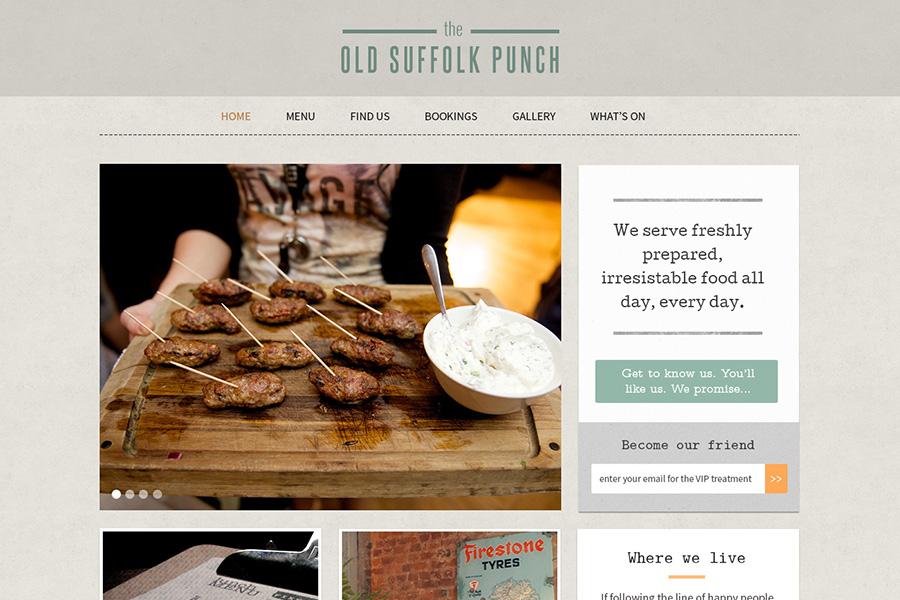 the
OLD SUFFOLK PUNCH
HOME MENU FIND US BOOKINGS GALLERY WHAT'S ON
We serve freshly
prepared,
irresistable food all
day, every day.
Get to know us. You'll
like us. We promise...
Become our friend
enter your email for the VIP treatment >>
Firestone
TYRES
Where we live
If following the line of happy people